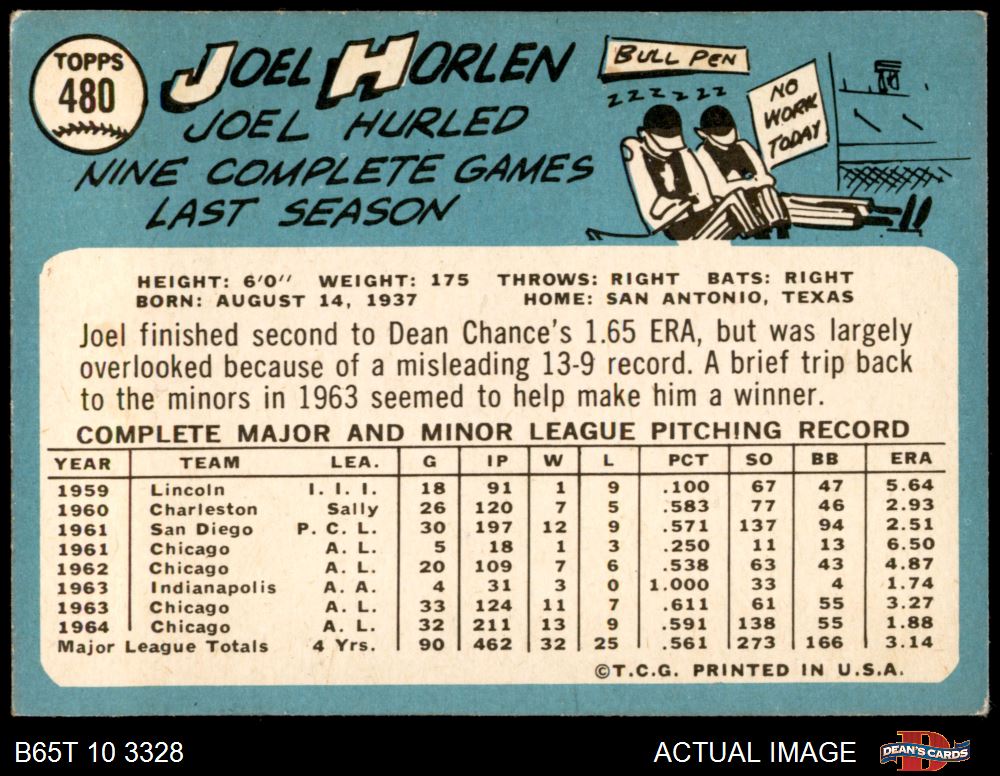 TOPPS
480
JOEL HORLEN
JOEL HURLED
NINE COMPLETE GAMES
LAST SEASON
BULL PEN
Z Z Z Z Z Z
NO
WORK
TODAY
HEIGHT: 6'0" WEIGHT: 175 THROWS: RIGHT BATS: RIGHT
BORN: AUGUST 14, 1937 HOME: SAN ANTONIO, TEXAS
Joel finished second to Dean Chance's 1.65 ERA, but was largely
overlooked because of a misleading 13-9 record. A brief trip back
to the minors in 1963 seemed to help make him a winner.
COMPLETE MAJOR AND MINOR LEAGUE PITCHING RECORD
YEAR TEAM LEA. G IP W L PCT SO BB ERA
1959 Lincoln I. I. I. 18 91 1 9 .100 67 47 5.64
1960 Charleston Sally 26 120 7 5 .583 77 46 2.93
1961 San Diego P. C. L. 30 197 12 9 .571 137 94 2.51
1961 Chicago A. L. 5 18 1 3 .250 11 13 6.50
1962 Chicago A. L. 20 109 7 6 .538 63 43 4.87
1963 Indianapolis A. A. 4 31 3 0 1.000 33 4 1.74
1963 Chicago A. L. 33 124 11 7 .611 61 55 3.27
1964 Chicago A. L. 32 211 13 9 .591 138 55 1.88
Major League Totals 4 Yrs. 90 462 32 25 .561 273 166 3.14
©T.C.G. PRINTED IN U.S.A.
B65T 10 3328 ACTUAL IMAGE DEAN'S CARDS